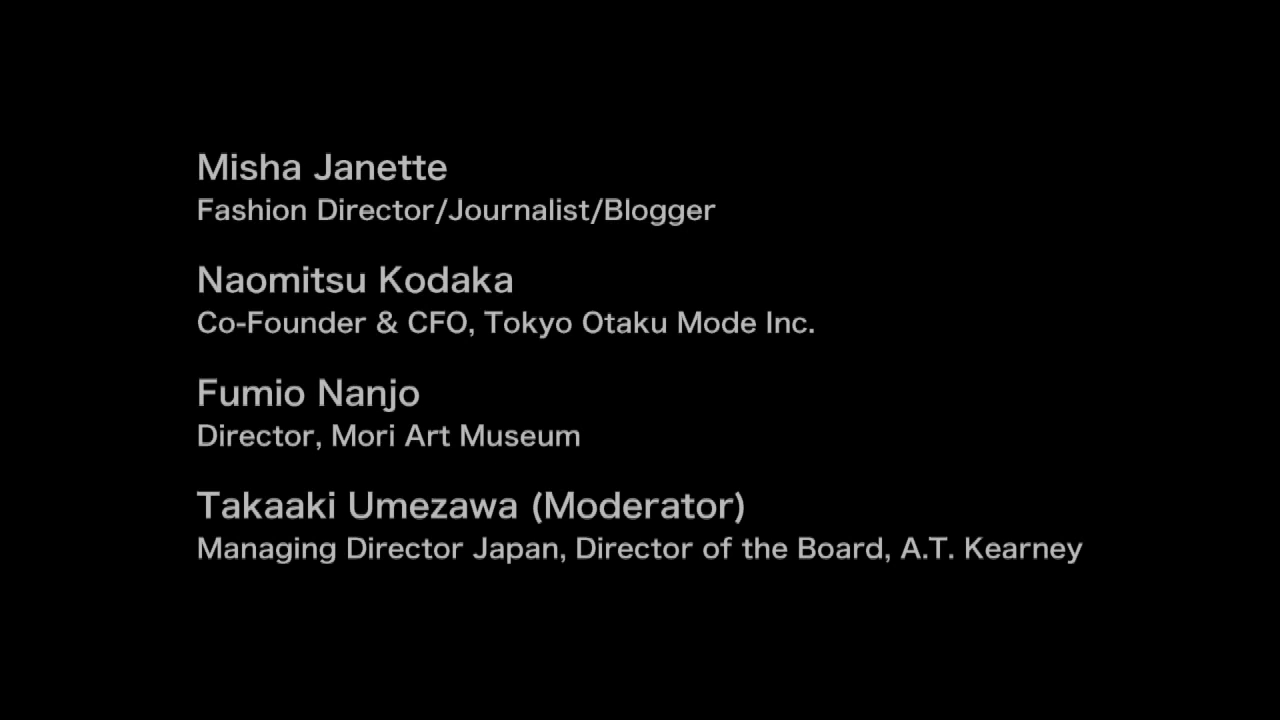 Misha Janette
Fashion Director/Journalist/Blogger
Naomitsu Kodaka
Co-Founder & CFO, Tokyo Otaku Mode Inc.
Fumio Nanjo
Director, Mori Art Museum
Takaaki Umezawa (Moderator)
Managing Director Japan, Director of the Board, A.T. Kearney